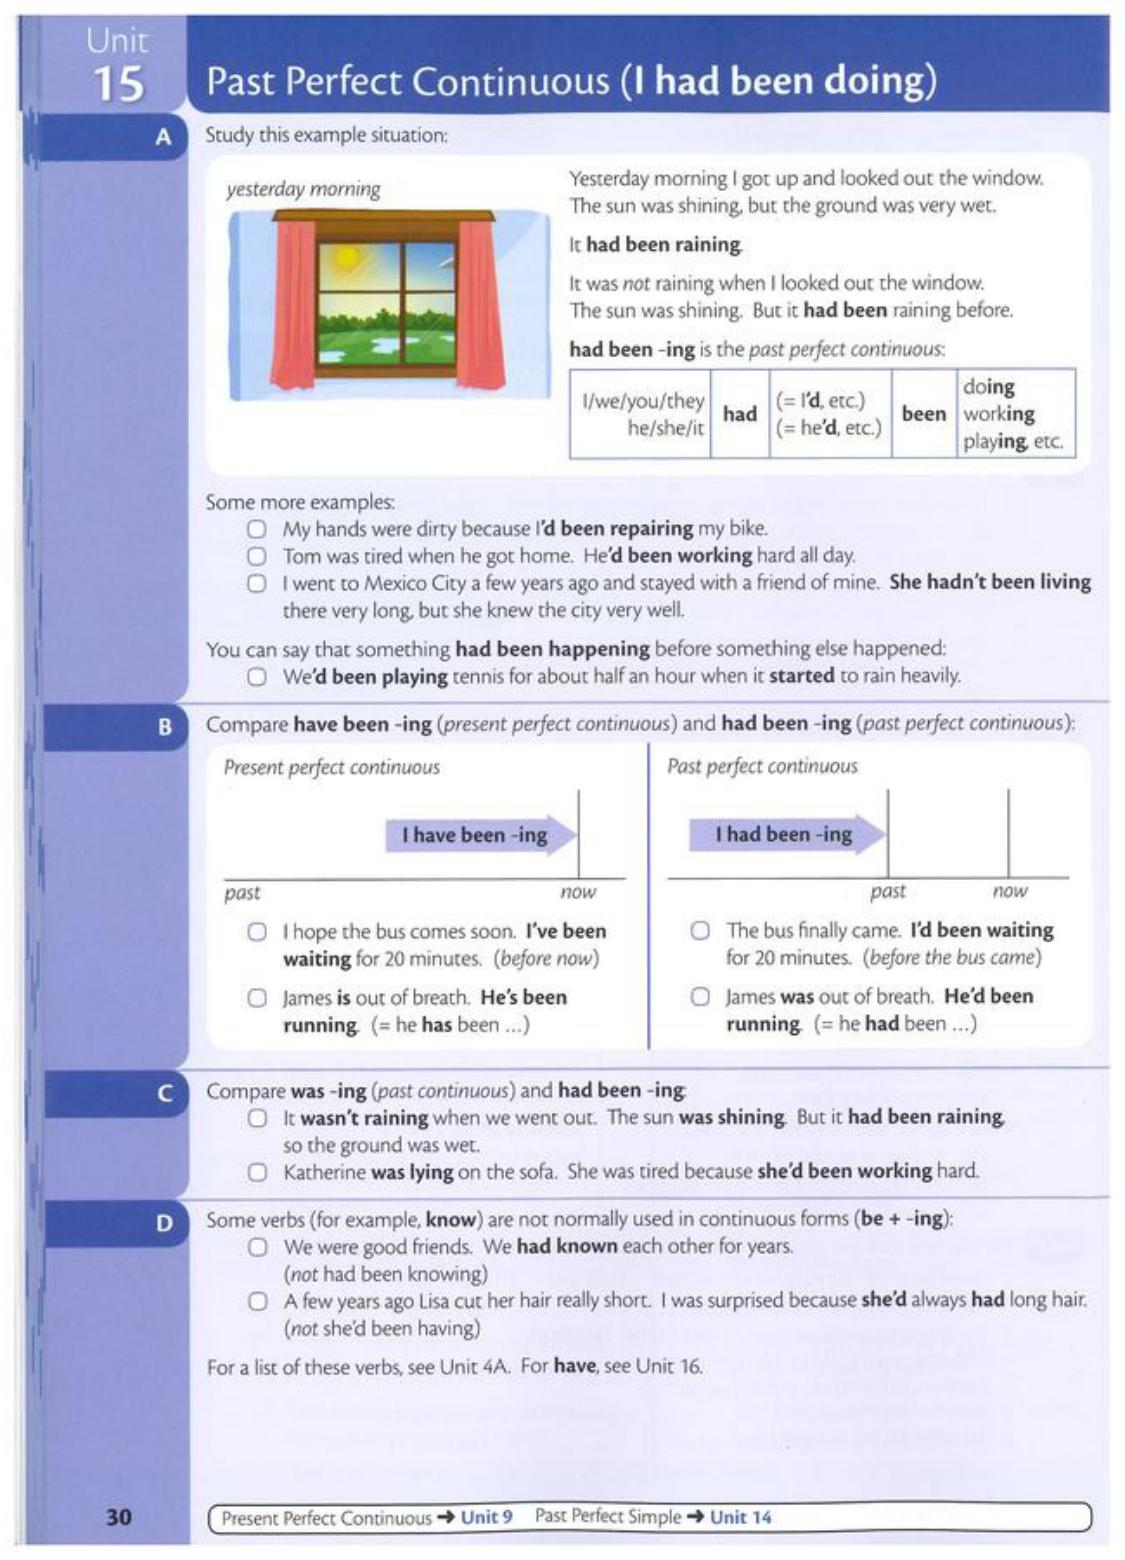 Unit
15
Past Perfect Continuous (I had been doing)
A
Study this example situation:
yesterday morning
Yesterday morning I got up and looked out the window.
The sun was shining, but the ground was very wet.
It had been raining.
It was not raining when I looked out the window.
The sun was shining. But it had been raining before.
had been -ing is the past perfect continuous:
I/we/you/they
he/she/it
had
(= I'd, etc.)
(= he'd, etc.)
been
doing
working
playing, etc.
Some more examples:
My hands were dirty because I'd been repairing my bike.
Tom was tired when he got home. He'd been working hard all day.
I went to Mexico City a few years ago and stayed with a friend of mine. She hadn't been living
there very long, but she knew the city very well.
You can say that something had been happening before something else happened:
We'd been playing tennis for about half an hour when it started to rain heavily.
B
Compare have been -ing (present perfect continuous) and had been -ing (past perfect continuous):
Present perfect continuous
I have been -ing
past
now
I hope the bus comes soon. I've been
waiting for 20 minutes. (before now)
James is out of breath. He's been
running. (= he has been ...)
Past perfect continuous
I had been -ing
past
now
The bus finally came. I'd been waiting
for 20 minutes. (before the bus came)
James was out of breath. He'd been
running. (= he had been ...)
C
Compare was -ing (past continuous) and had been -ing:
It wasn't raining when we went out. The sun was shining. But it had been raining,
so the ground was wet.
Katherine was lying on the sofa. She was tired because she'd been working hard.
D
Some verbs (for example, know) are not normally used in continuous forms (be + -ing):
We were good friends. We had known each other for years.
(not had been knowing)
A few years ago Lisa cut her hair really short. I was surprised because she'd always had long hair.
(not she'd been having)
For a list of these verbs, see Unit 4A. For have, see Unit 16.
30
Present Perfect Continuous ➜ Unit 9 Past Perfect Simple ➜ Unit 14